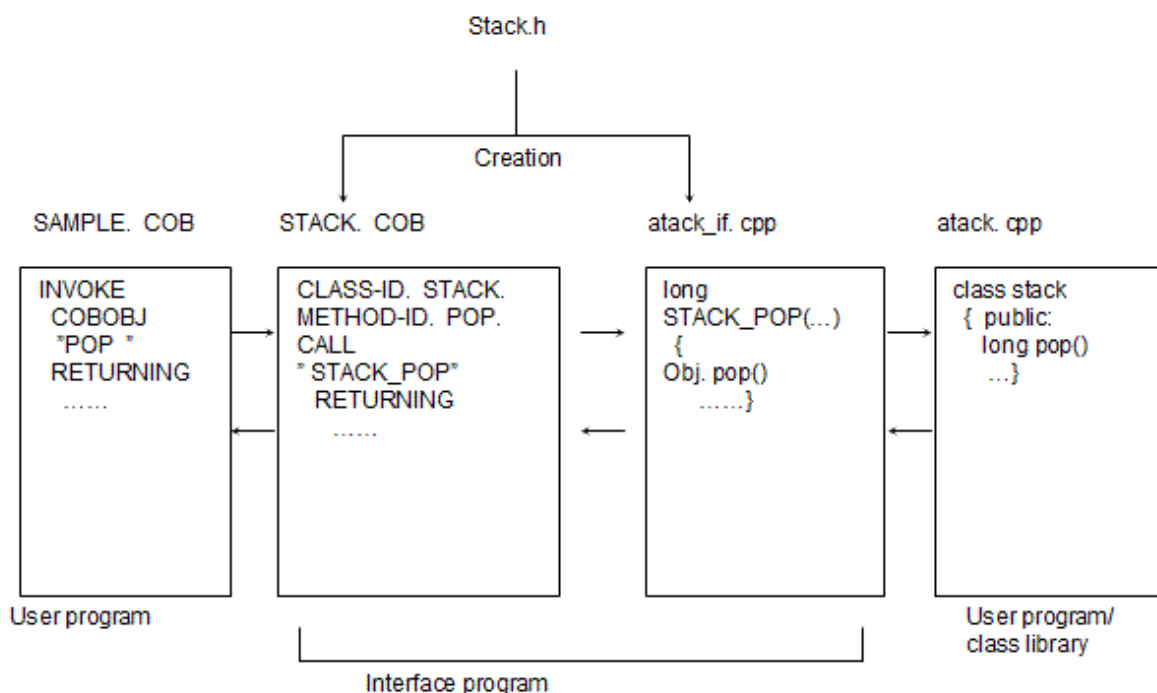 Stack.h
Creation
SAMPLE. COB
STACK. COB
atack_if. cpp
atack. cpp
INVOKE
COBOBJ
"POP "
RETURNING
……
CLASS-ID. STACK.
METHOD-ID. POP.
CALL
" STACK_POP"
RETURNING
……
long
STACK_POP(...)
{
Obj. pop()
……}
class stack
{ public:
long pop()
...}
User program
User program/
class library
Interface program